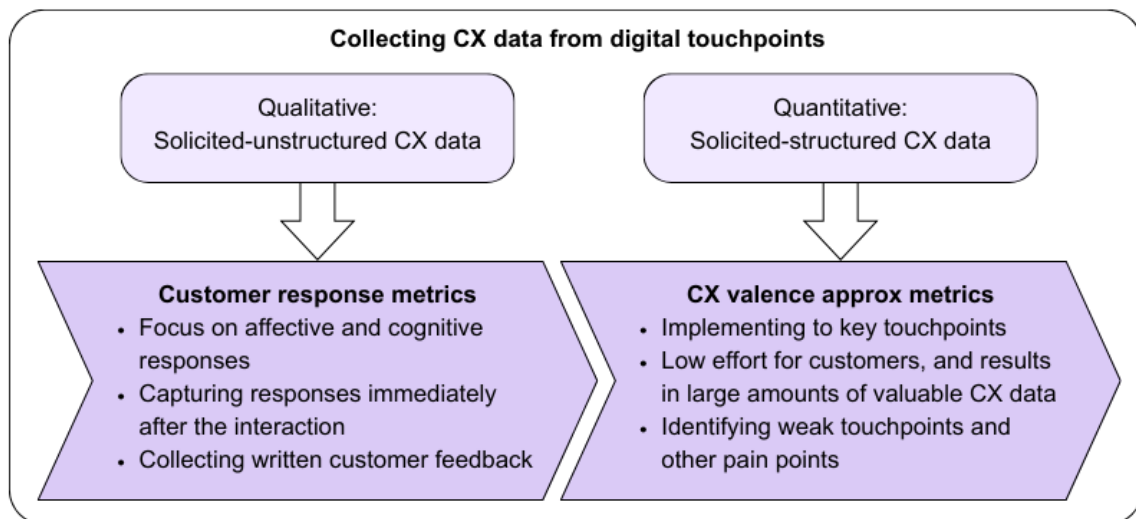 Collecting CX data from digital touchpoints
Qualitative:
Solicited-unstructured CX data
Quantitative:
Solicited-structured CX data
Customer response metrics
• Focus on affective and cognitive
responses
• Capturing responses immediately
after the interaction
• Collecting written customer feedback
CX valence approx metrics
• Implementing to key touchpoints
• Low effort for customers, and results
in large amounts of valuable CX data
• Identifying weak touchpoints and
other pain points